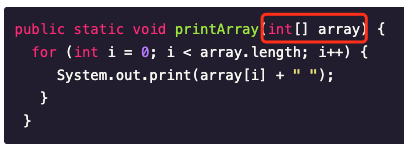 public static void printArray(int[] array) {
for (int i = 0; i < array.length; i++) {
System.out.print(array[i] + " ");
}
}